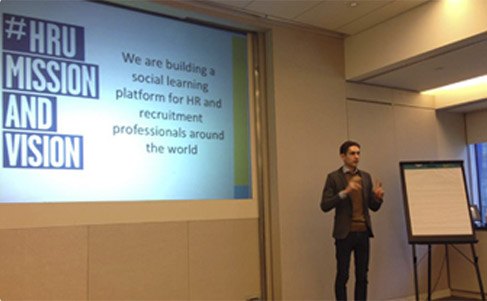 #HRU
MISSION
AND
VISION
We are building a
social learning
platform for HR and
recruitment
professionals around
the world